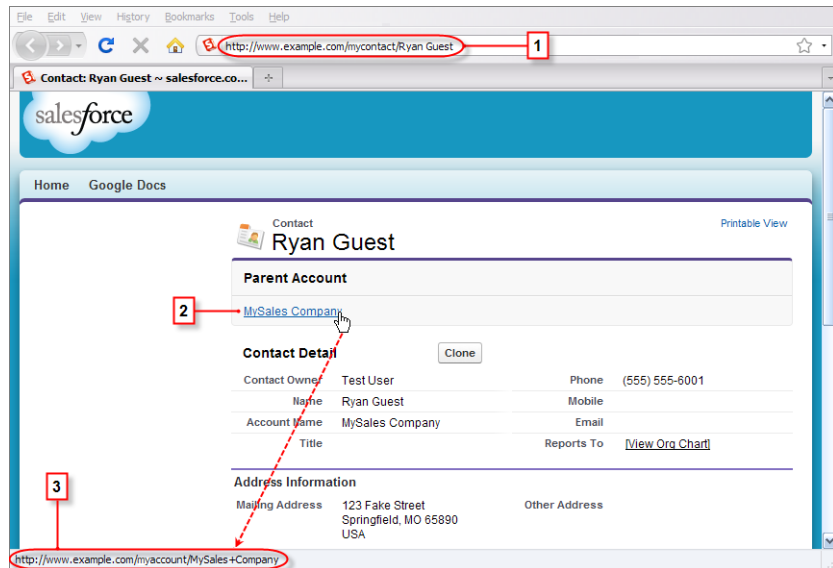 File Edit View History Bookmarks Tools Help
http://www.example.com/mycontact/Ryan Guest
1
Contact: Ryan Guest ~ salesforce.co...
salesforce
Home Google Docs
Contact
Ryan Guest
Printable View
Parent Account
2
MySales Company
Contact Detail
Clone
Contact Owner Test User Phone (555) 555-6001
Name Ryan Guest Mobile
Account Name MySales Company Email
Title Reports To [View Org Chart]
Address Information
3
Mailing Address 123 Fake Street Other Address
Springfield, MO 65890
USA
http://www.example.com/myaccount/MySales+Company